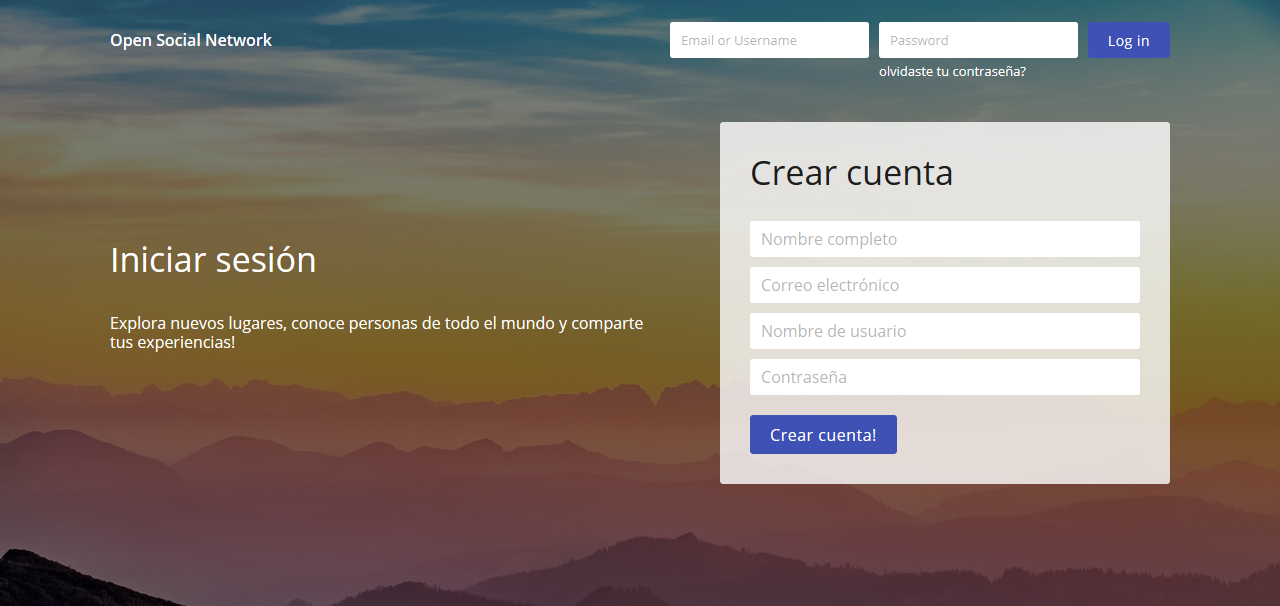 Open Social Network
Email or Username
Password
Log in
olvidaste tu contraseña?
Crear cuenta
Nombre completo
Correo electrónico
Nombre de usuario
Contraseña
Crear cuenta!
Iniciar sesión
Explora nuevos lugares, conoce personas de todo el mundo y comparte
tus experiencias!